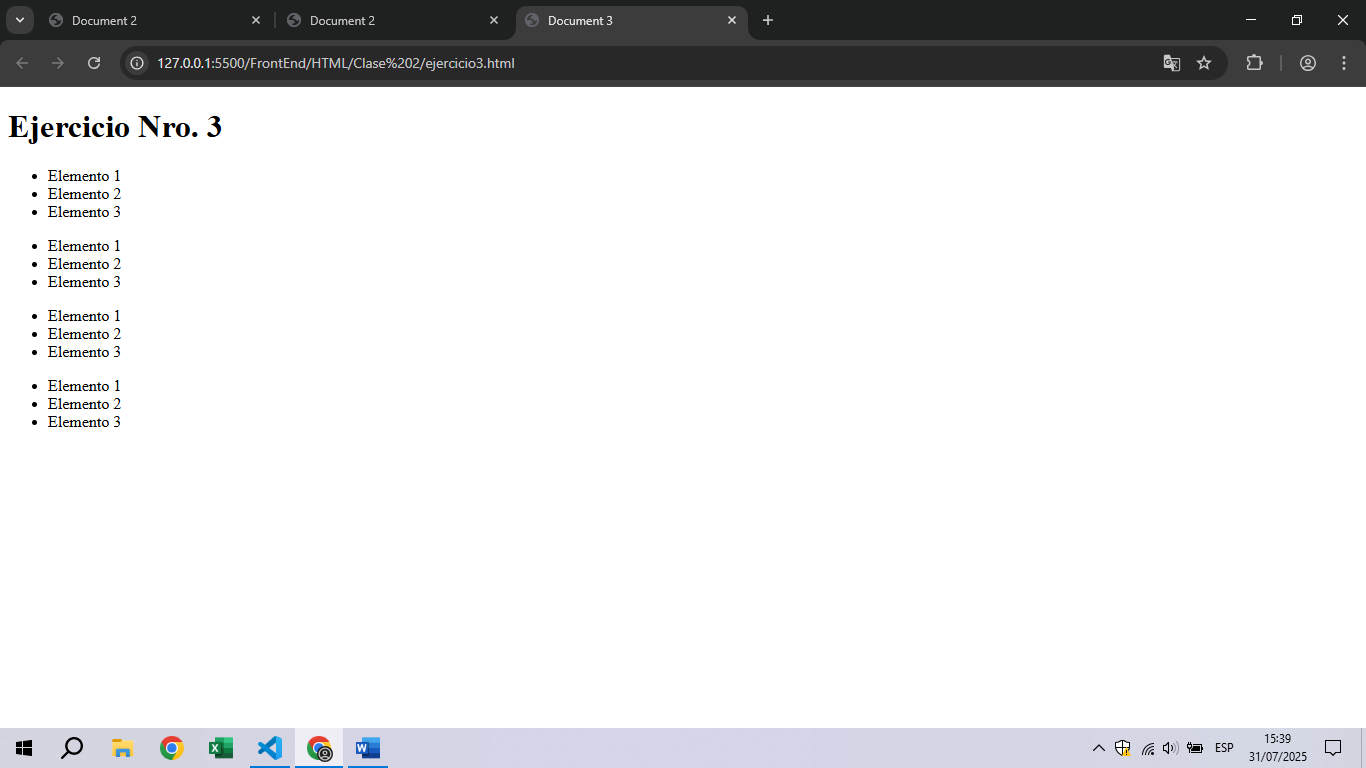 Document 2
Document 2
Document 3
127.0.0.1:5500/FrontEnd/HTML/Clase%202/ejercicio3.html
Ejercicio Nro. 3
Elemento 1
Elemento 2
Elemento 3
Elemento 1
Elemento 2
Elemento 3
Elemento 1
Elemento 2
Elemento 3
Elemento 1
Elemento 2
Elemento 3
ESP
15:39
31/07/2025